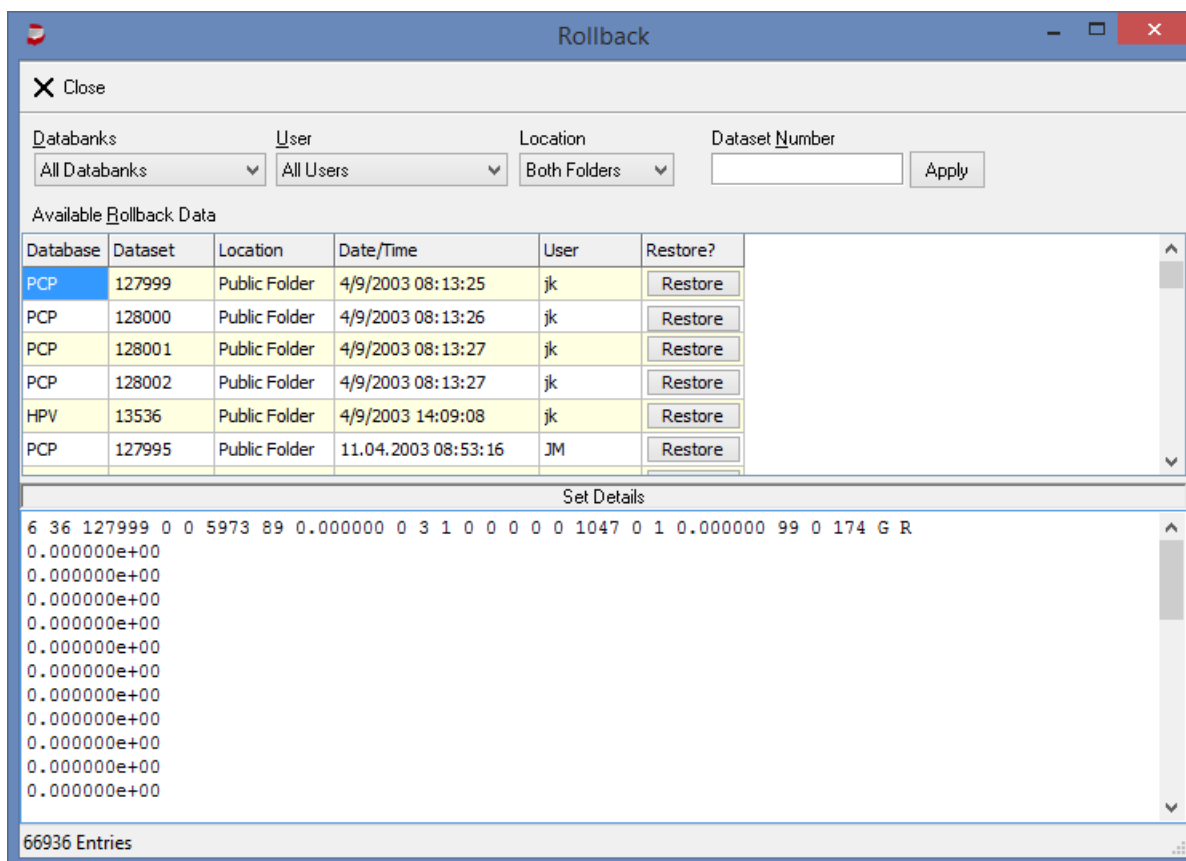 Rollback
Close
Databanks User Location Dataset Number
All Databanks All Users Both Folders Apply
Available Rollback Data
Database Dataset Location Date/Time User Restore?
PCP 127999 Public Folder 4/9/2003 08:13:25 jk Restore
PCP 128000 Public Folder 4/9/2003 08:13:26 jk Restore
PCP 128001 Public Folder 4/9/2003 08:13:27 jk Restore
PCP 128002 Public Folder 4/9/2003 08:13:27 jk Restore
HPV 13536 Public Folder 4/9/2003 14:09:08 jk Restore
PCP 127995 Public Folder 11.04.2003 08:53:16 JM Restore
Set Details
6 36 127999 0 0 5973 89 0.000000 0 3 1 0 0 0 0 0 1047 0 1 0.000000 99 0 174 G R
0.000000e+00
0.000000e+00
0.000000e+00
0.000000e+00
0.000000e+00
0.000000e+00
0.000000e+00
0.000000e+00
0.000000e+00
0.000000e+00
0.000000e+00
66936 Entries